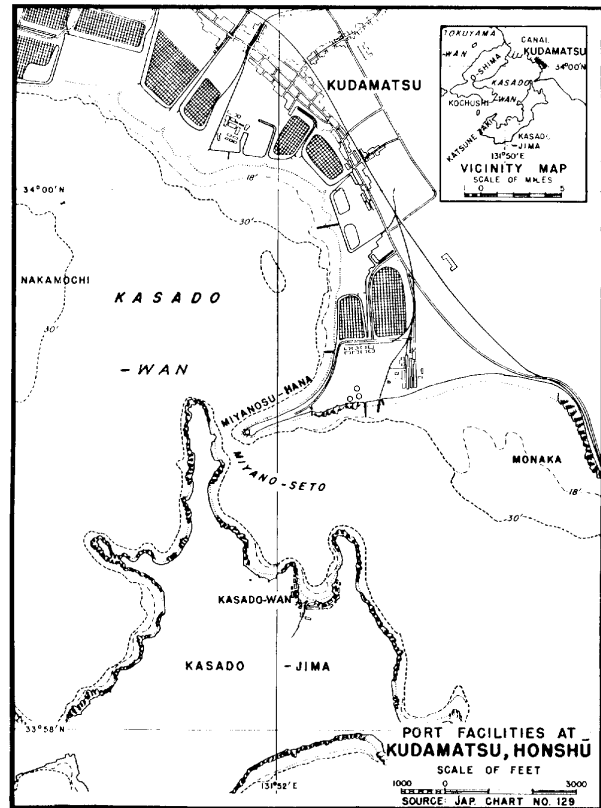 TOKUYAMA
WAN
CANAL
KUDAMATSU
34°00'N
O-SHIMA
KASADO
WAN
KOCHUSHI
KATSUNE
KASADO
-JIMA
131°50'E
VICINITY MAP
SCALE OF MILES
1 0 5
KUDAMATSU
34°00'N
18'
30'
NAKAMOCHI
KASADO
30'
-WAN
MIYANOSU-HANA
MIYANO-SETO
MONAKA
18'
30'
KASADO-WAN
KASADO -JIMA
33°58'N
131°52'E
PORT FACILITIES AT
KUDAMATSU, HONSHŪ
SCALE OF FEET
1000 0 3000
SOURCE: JAP. CHART NO. 129